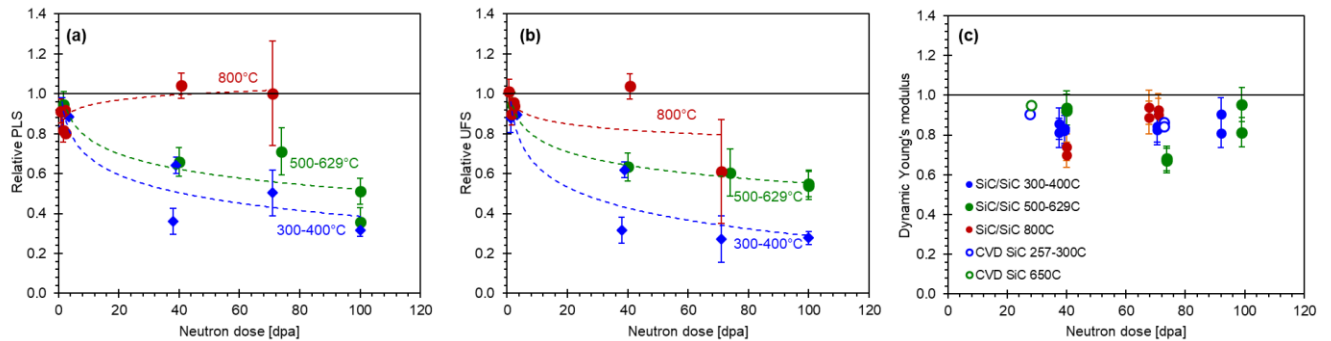 (a)
Relative PLS
1.4
1.2
1.0
0.8
0.6
0.4
0.2
0.0
800°C
500-629°C
300-400°C
0 20 40 60 80 100 120
Neutron dose [dpa]
(b)
Relative UFS
1.4
1.2
1.0
0.8
0.6
0.4
0.2
0.0
800°C
500-629°C
300-400°C
0 20 40 60 80 100 120
Neutron dose [dpa]
(c)
Dynamic Young's modulus
1.4
1.2
1.0
0.8
0.6
0.4
0.2
0.0
SiC/SiC 300-400C
SiC/SiC 500-629C
SiC/SiC 800C
CVD SiC 257-300C
CVD SiC 650C
0 20 40 60 80 100 120
Neutron dose [dpa]